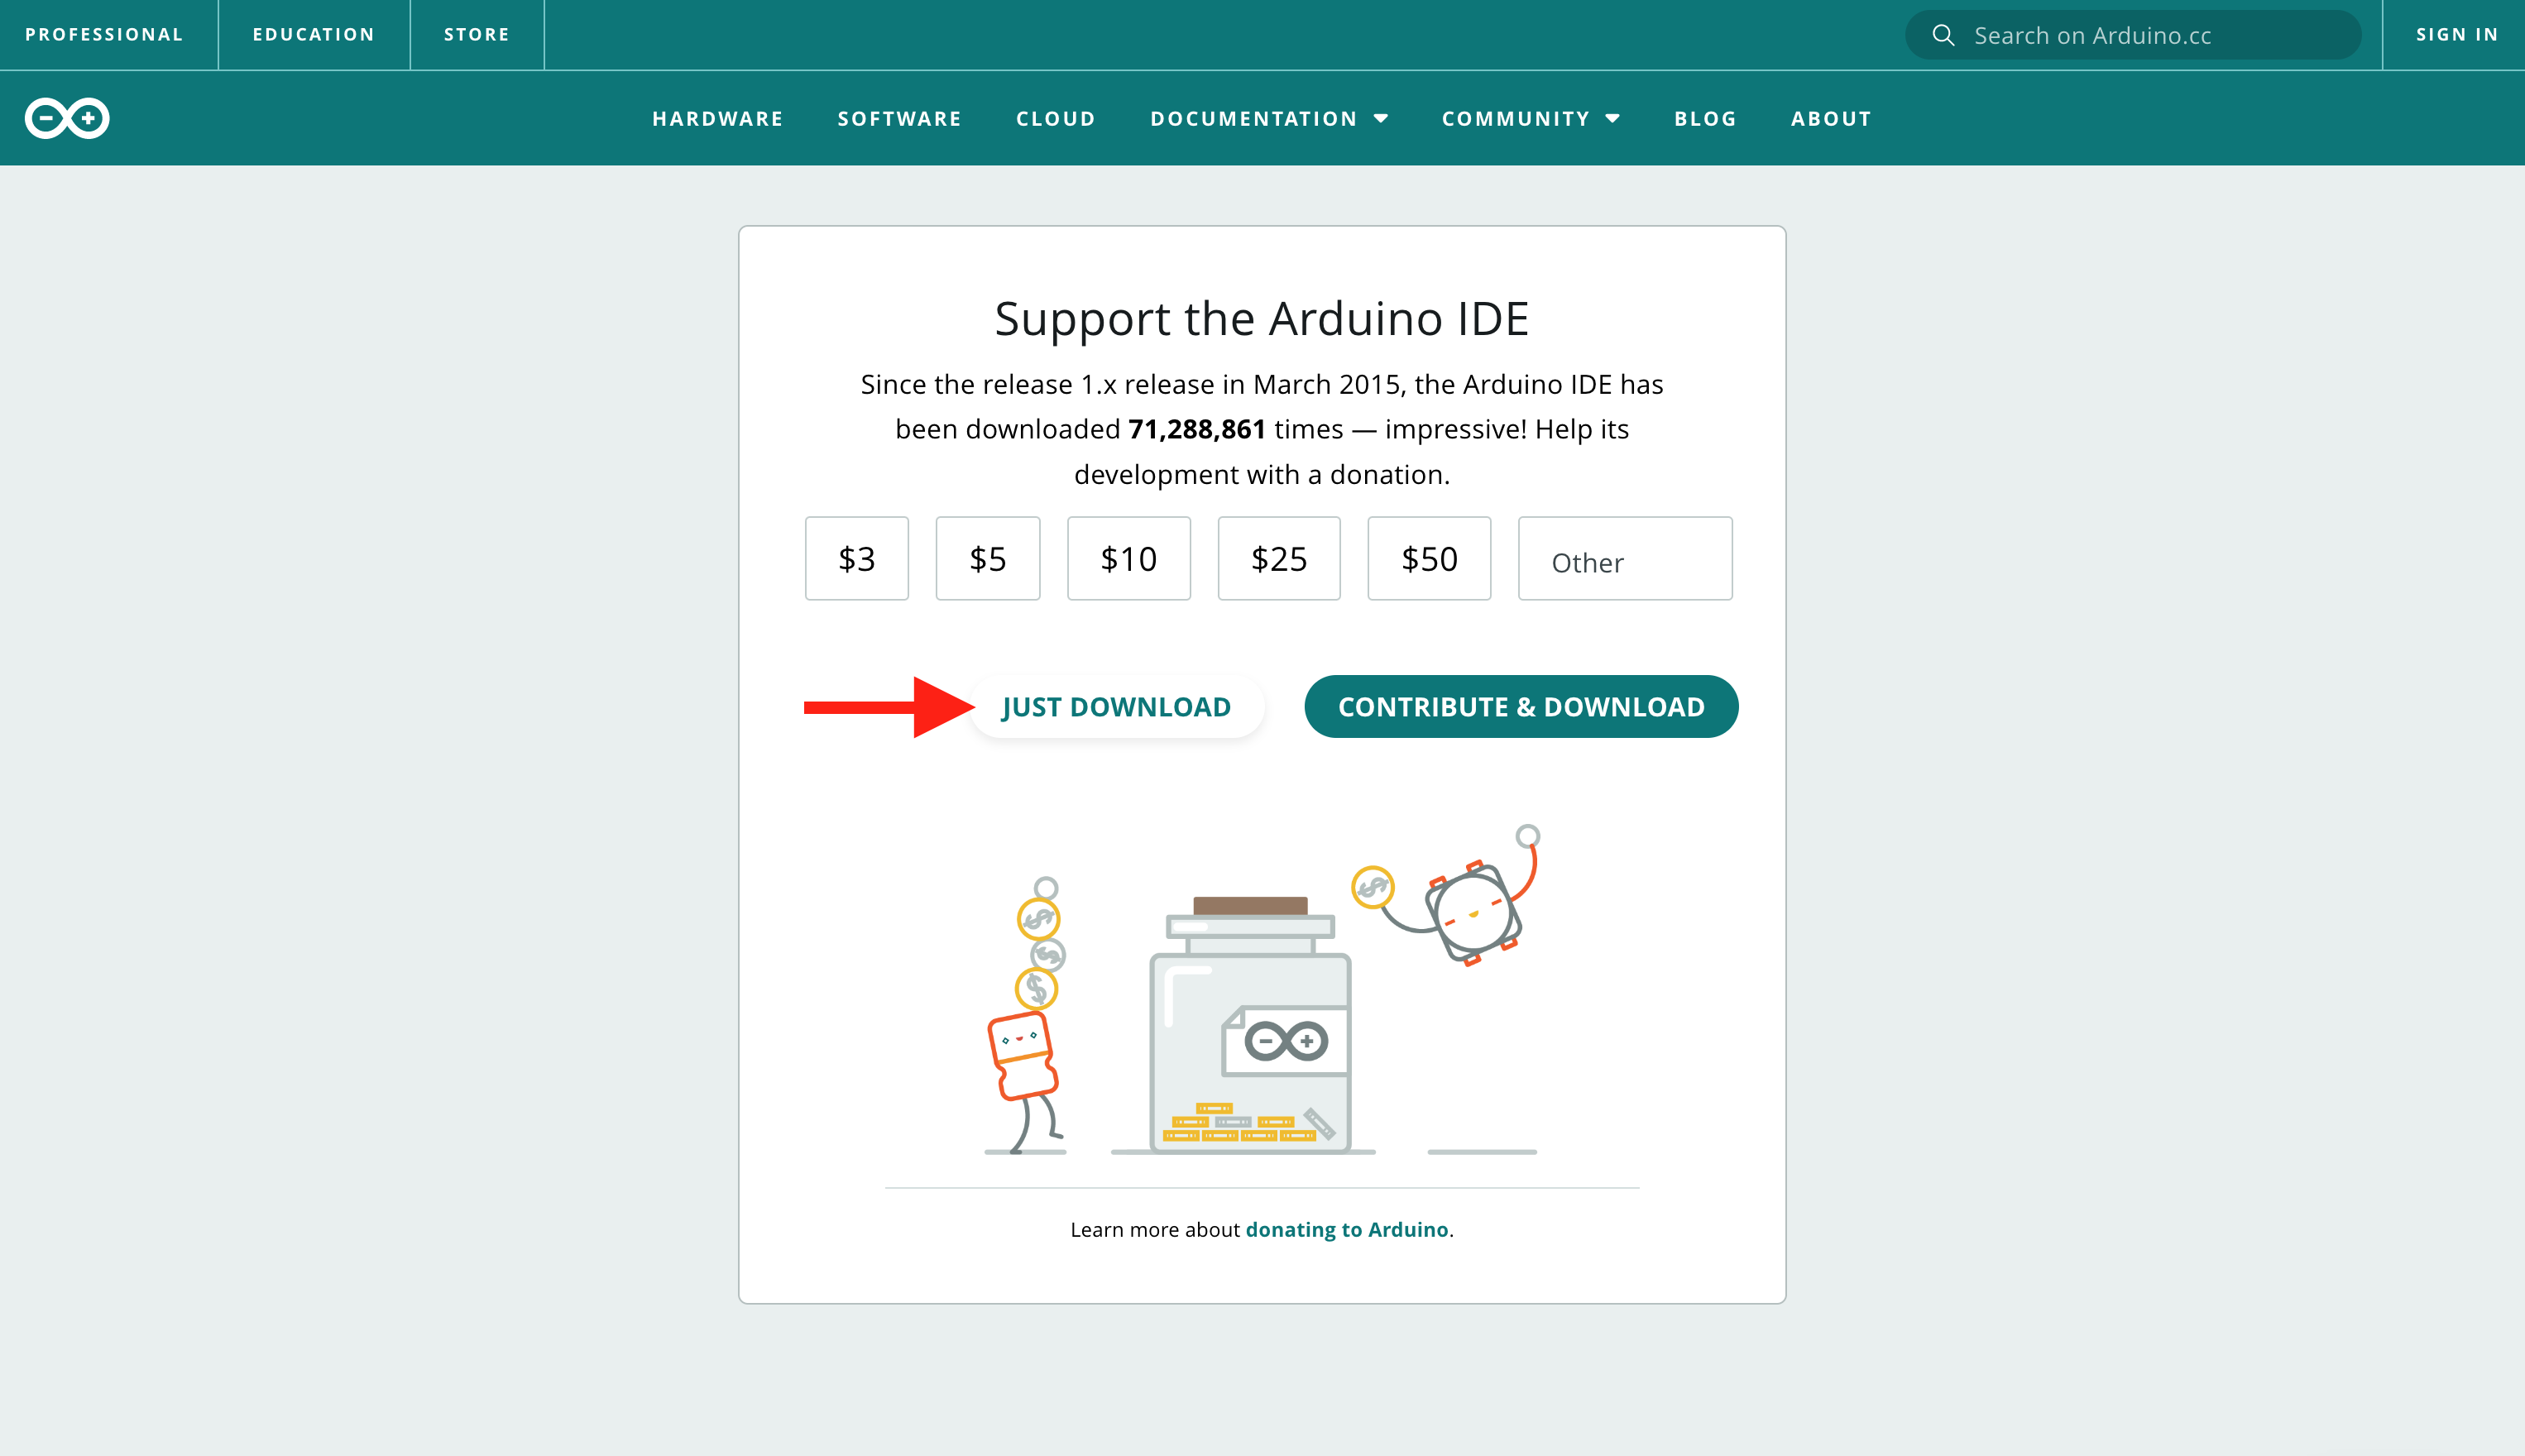 PROFESSIONAL
EDUCATION
STORE
Search on Arduino.cc
SIGN IN
HARDWARE
SOFTWARE
CLOUD
DOCUMENTATION
COMMUNITY
BLOG
ABOUT
Support the Arduino IDE
Since the release 1.x release in March 2015, the Arduino IDE has
been downloaded 71,288,861 times — impressive! Help its
development with a donation.
$3
$5
$10
$25
$50
Other
JUST DOWNLOAD
CONTRIBUTE & DOWNLOAD
$
$
$
$
Learn more about donating to Arduino.